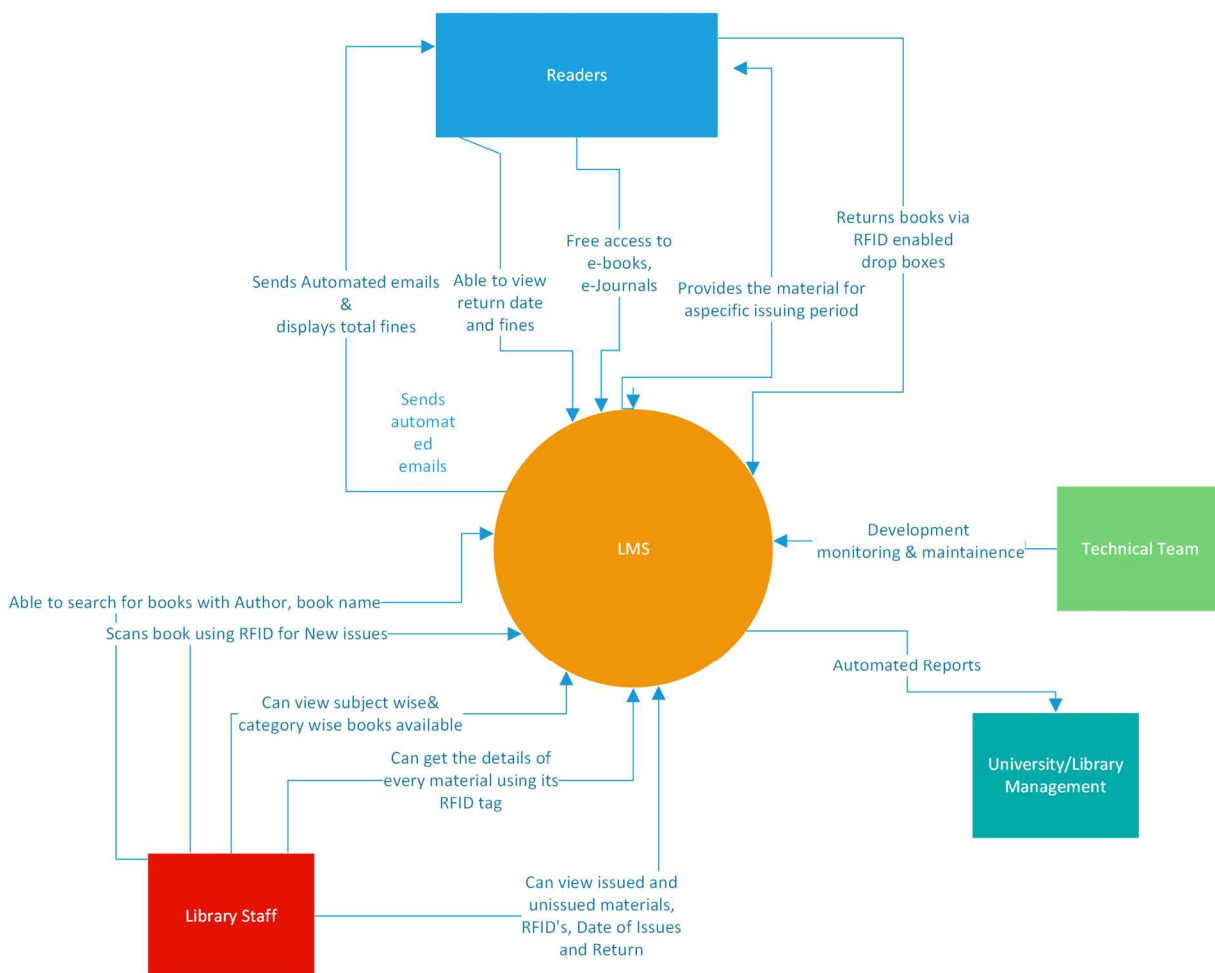 Readers
Returns books via
RFID enabled
drop boxes
Free access to
e-books,
e-Journals
Sends Automated emails
&
displays total fines
Able to view
return date
and fines
Provides the material for
aspecific issuing period
Sends
automat
ed
emails
LMS
Development
monitoring & maintainence
Technical Team
Able to search for books with Author, book name
Scans book using RFID for New issues
Automated Reports
Can view subject wise&
category wise books available
Can get the details of
every material using its
RFID tag
University/Library
Management
Library Staff
Can view issued and
unissued materials,
RFID's, Date of Issues
and Return